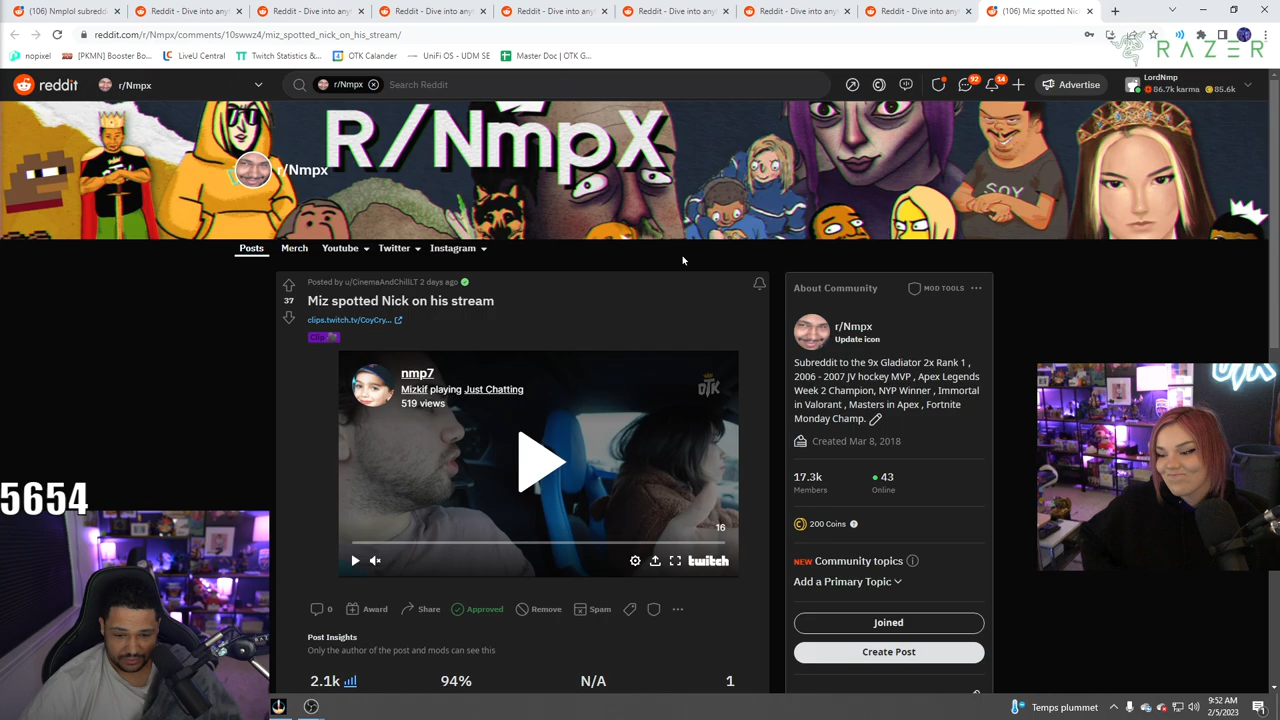 (106) Nmplol subredd
Reddit - Dive into any
Reddit - Dive into any
Reddit - Dive into any
Reddit - Dive into any
Reddit - Dive into any
Reddit - Dive into any
Reddit - Dive into any
(106) Miz spotted Nic
reddit.com/r/Nmpx/comments/10swwz4/miz_spotted_nick_on_his_stream/
nopixel
[PKMN] Booster Bo...
LiveU Central
Twitch Statistics &...
OTK Calander
UniFi OS - UDM SE
Master Doc | OTK G...
RAZER
reddit
r/Nmpx
r/Nmpx
Search Reddit
92
14
Advertise
LordNmp
86.7k karma
85.6k
R/NmpX
r/Nmpx
SOY
Posts
Merch
Youtube
Twitter
Instagram
Posted by u/CinemaAndChillLT 2 days ago
37
Miz spotted Nick on his stream
clips.twitch.tv/CoyCry...
Clip
nmp7
Mizkif playing Just Chatting
519 views
OTK
16
twitch
0
Award
Share
Approved
Remove
Spam
Post Insights
Only the author of the post and mods can see this
2.1k
94%
N/A
1
About Community
MOD TOOLS
r/Nmpx
Update icon
Subreddit to the 9x Gladiator 2x Rank 1 ,
2006 - 2007 JV hockey MVP , Apex Legends
Week 2 Champion, NYP Winner , Immortal
in Valorant , Masters in Apex , Fortnite
Monday Champ.
Created Mar 8, 2018
17.3k
43
Members
Online
200 Coins
NEW Community topics
Add a Primary Topic
Joined
Create Post
5654
Temps plummet
9:52 AM
2/5/2023
1